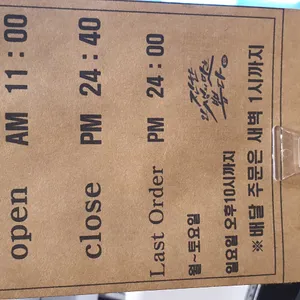 open AM 11 : 00
close PM 24 : 40
Last Order PM 24 : 00
월~토요일
일요일 오후10시까지
※ 배달 주문은 새벽 1시까지